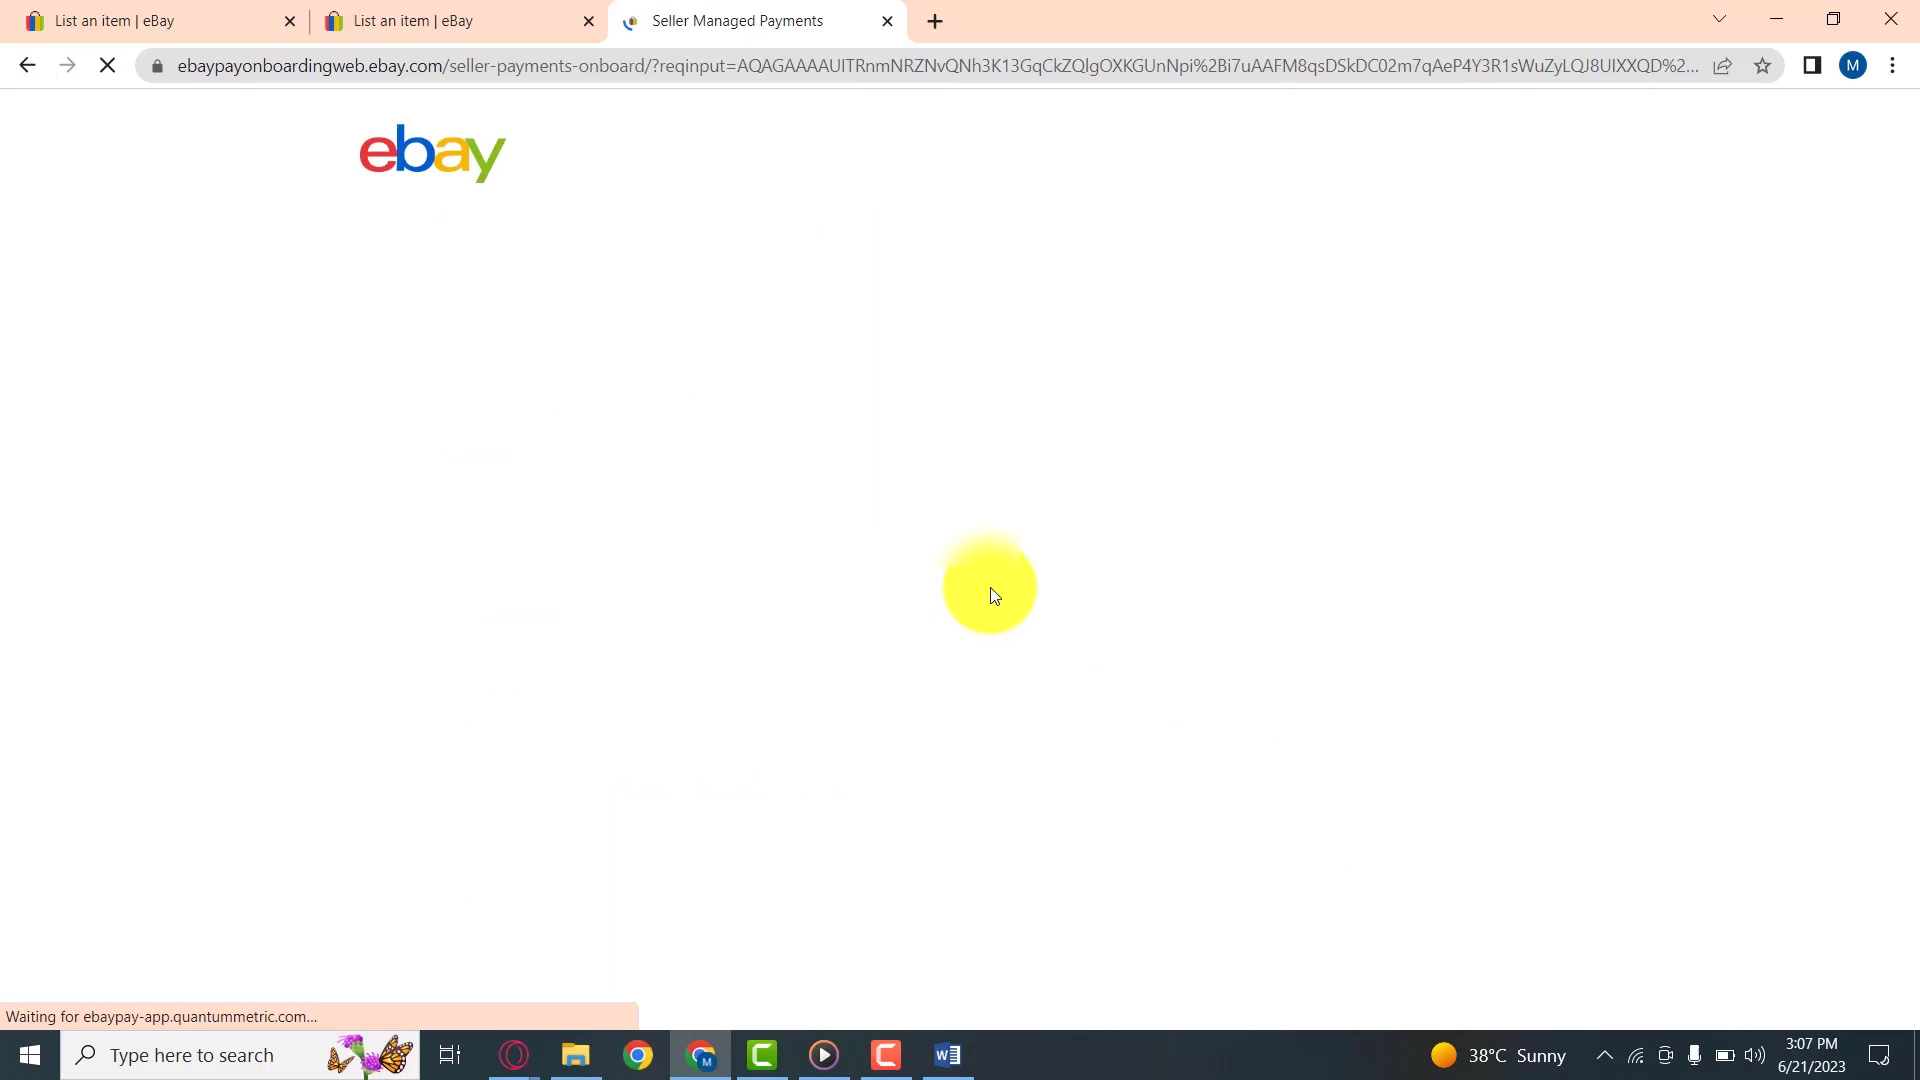 List an item | eBay
List an item | eBay
Seller Managed Payments
ebaypayonboardingweb.ebay.com/seller-payments-onboard/?reqinput=AQAGAAAAUITRnmNRZNvQNh3K13GqCkZQlgOXKGUnNpi%2Bi7uAAFM8qsDSkDC02m7qAeP4Y3R1sWuZyLQJ8UIXXQD%2...
M
ebay
Waiting for ebaypay-app.quantummetric.com...
Type here to search
M
W
38°C Sunny
3:07 PM
6/21/2023